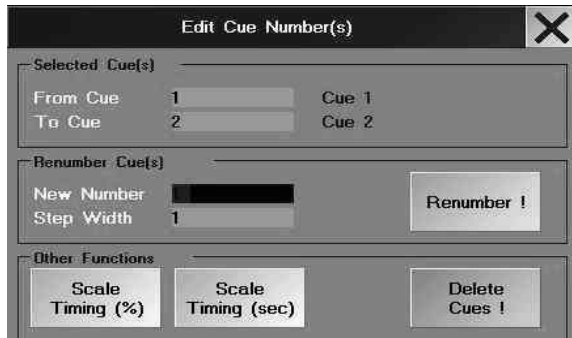 Edit Cue Number(s)
Selected Cue(s)
From Cue 1 Cue 1
To Cue 2 Cue 2
Renumber Cue(s)
New Number
Step Width 1
Renumber !
Other Functions
Scale Timing (%)
Scale Timing (sec)
Delete Cues !